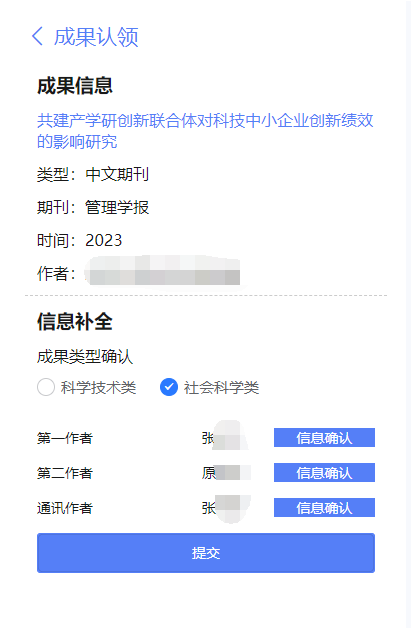 成果认领
成果信息
共建产学研创新联合体对科技中小企业创新绩效
的影响研究
类型：中文期刊
期刊：管理学报
时间：2023
作者：
信息补全
成果类型确认
科学技术类 社会科学类
第一作者 张 信息确认
第二作者 原 信息确认
通讯作者 张 信息确认
提交